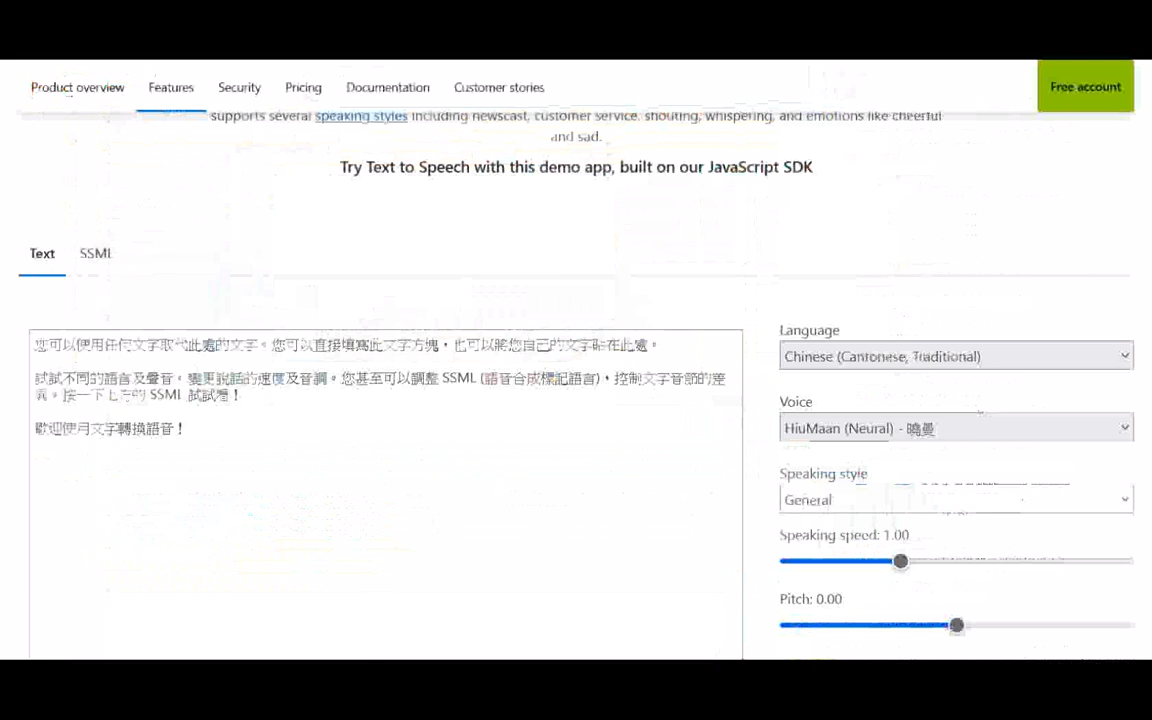 Product overview
Features
Security
Pricing
Documentation
Customer stories
Free account
supports several speaking styles including newscast, customer service, shouting, whispering, and emotions like cheerful
and sad.
Try Text to Speech with this demo app, built on our JavaScript SDK
Text
SSML
您可以使用任何文字取代此處的文字。您可以直接填寫此文字方塊，也可以將您自己的文字貼在此處。
試試不同的語言及聲音。變更說話的速度及音調。您甚至可以調整 SSML (語音合成標記語言)，控制文字音節的差
異。按一下上方的 SSML 試試看！
歡迎使用文字轉換語音！
Language
Chinese (Cantonese, Traditional)
Voice
HiuMaan (Neural) - 曉曼
Speaking style
General
Speaking speed: 1.00
Pitch: 0.00